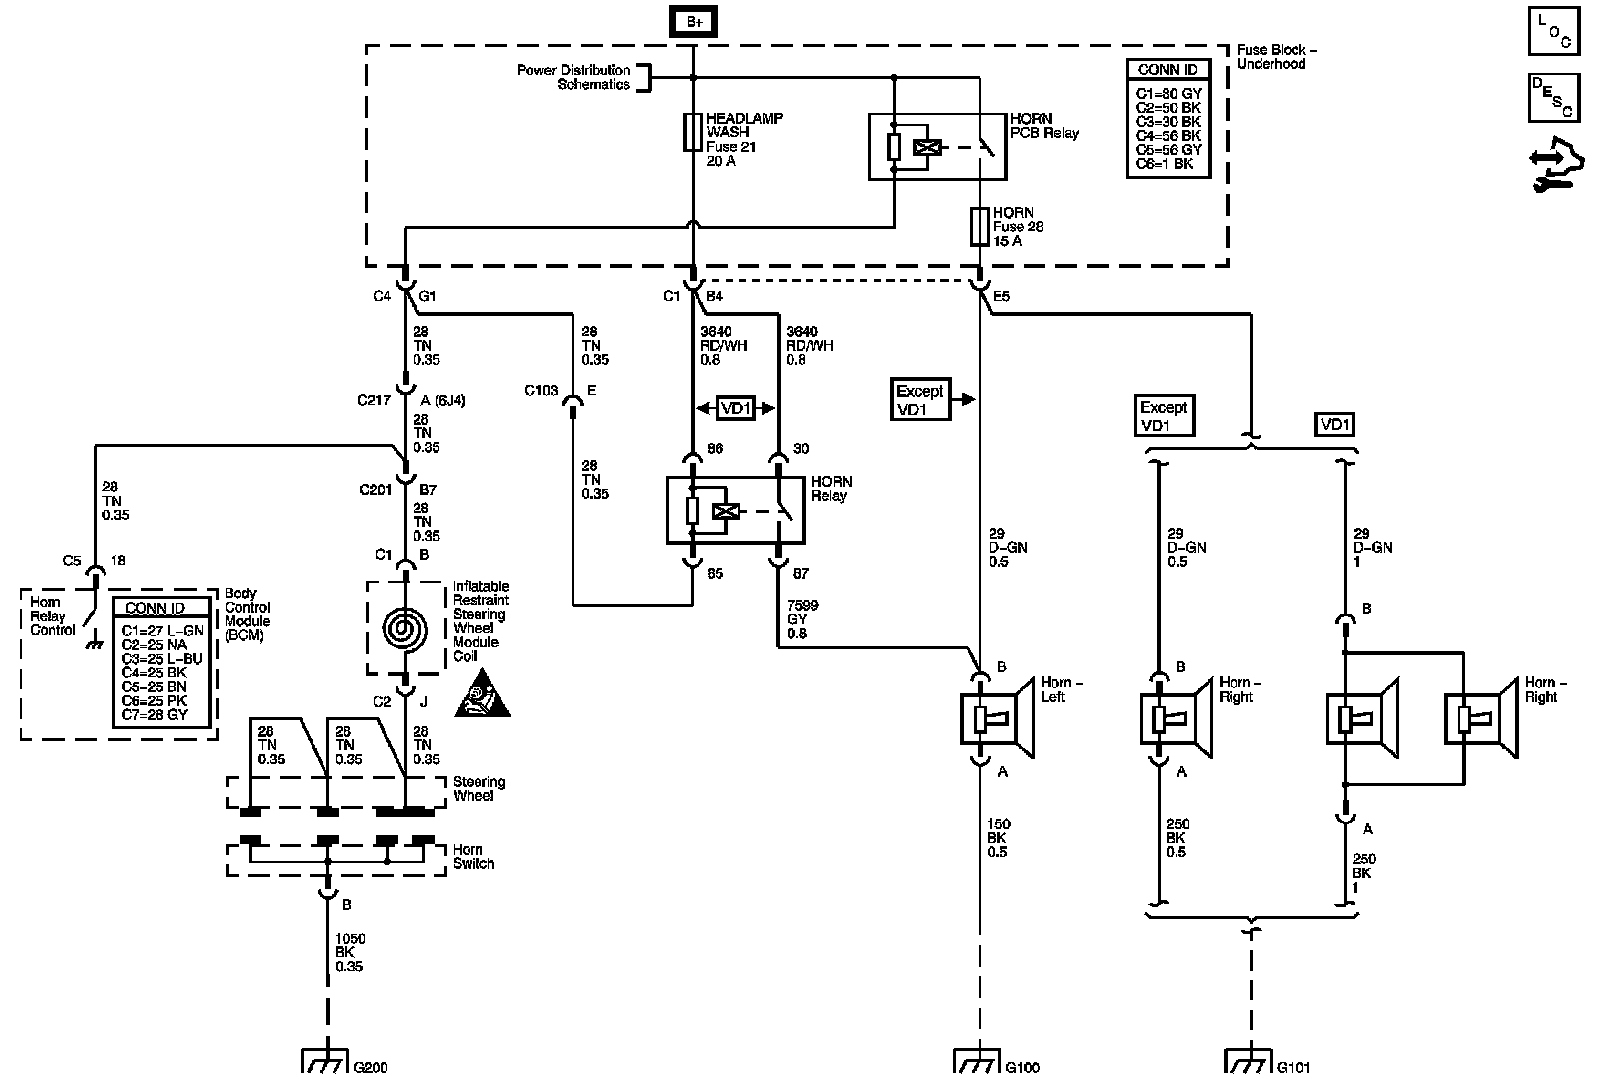 B+
LOC
DESC
Fuse Block –
Underhood
Power Distribution
Schematics
CONN ID
C1=80 GY
C2=50 BK
C3=30 BK
C4=56 BK
C5=56 GY
C6=1 BK
HEADLAMP
WASH
Fuse 21
20 A
HORN
PCB Relay
HORN
Fuse 28
15 A
C4 G1
C1 B4
E5
28
TN
0.35
28
TN
0.35
3640
RD/WH
0.8
3640
RD/WH
0.8
C103 E
C217 A (6J4)
VD1
Except
VD1
Except
VD1
VD1
28
TN
0.35
86 30
28
TN
0.35
28
TN
0.35
C201 B7
HORN
Relay
28
TN
0.35
29
D–GN
0.5
29
D–GN
0.5
29
D–GN
1
C5 18
C1 B
85 87
Horn
Relay
Control
CONN ID
C1=27 L–GN
C2=25 NA
C3=25 L–BU
C4=25 BK
C5=25 BN
C6=25 PK
C7=28 GY
Body
Control
Module
(BCM)
Inflatable
Restraint
Steering
Wheel
Module
Coil
7599
GY
0.8
B
B
B
C2 J
Horn –
Left
Horn –
Right
Horn –
Right
28
TN
0.35
28
TN
0.35
28
TN
0.35
Steering
Wheel
A
A
A
Horn
Switch
150
BK
0.5
250
BK
0.5
250
BK
1
B
1050
BK
0.35
G200
G100
G101